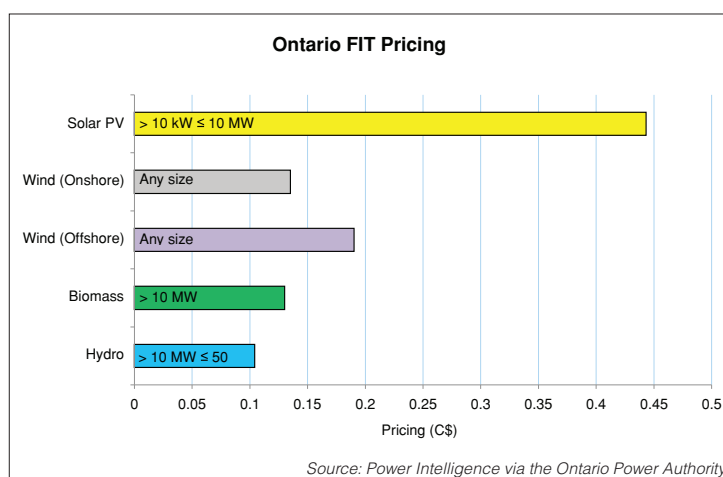 Ontario FIT Pricing
Solar PV
> 10 kW ≤ 10 MW
Wind (Onshore)
Any size
Wind (Offshore)
Any size
Biomass
> 10 MW
Hydro
> 10 MW ≤ 50
0 0.05 0.1 0.15 0.2 0.25 0.3 0.35 0.4 0.45 0.5
Pricing (C$)
Source: Power Intelligence via the Ontario Power Authority